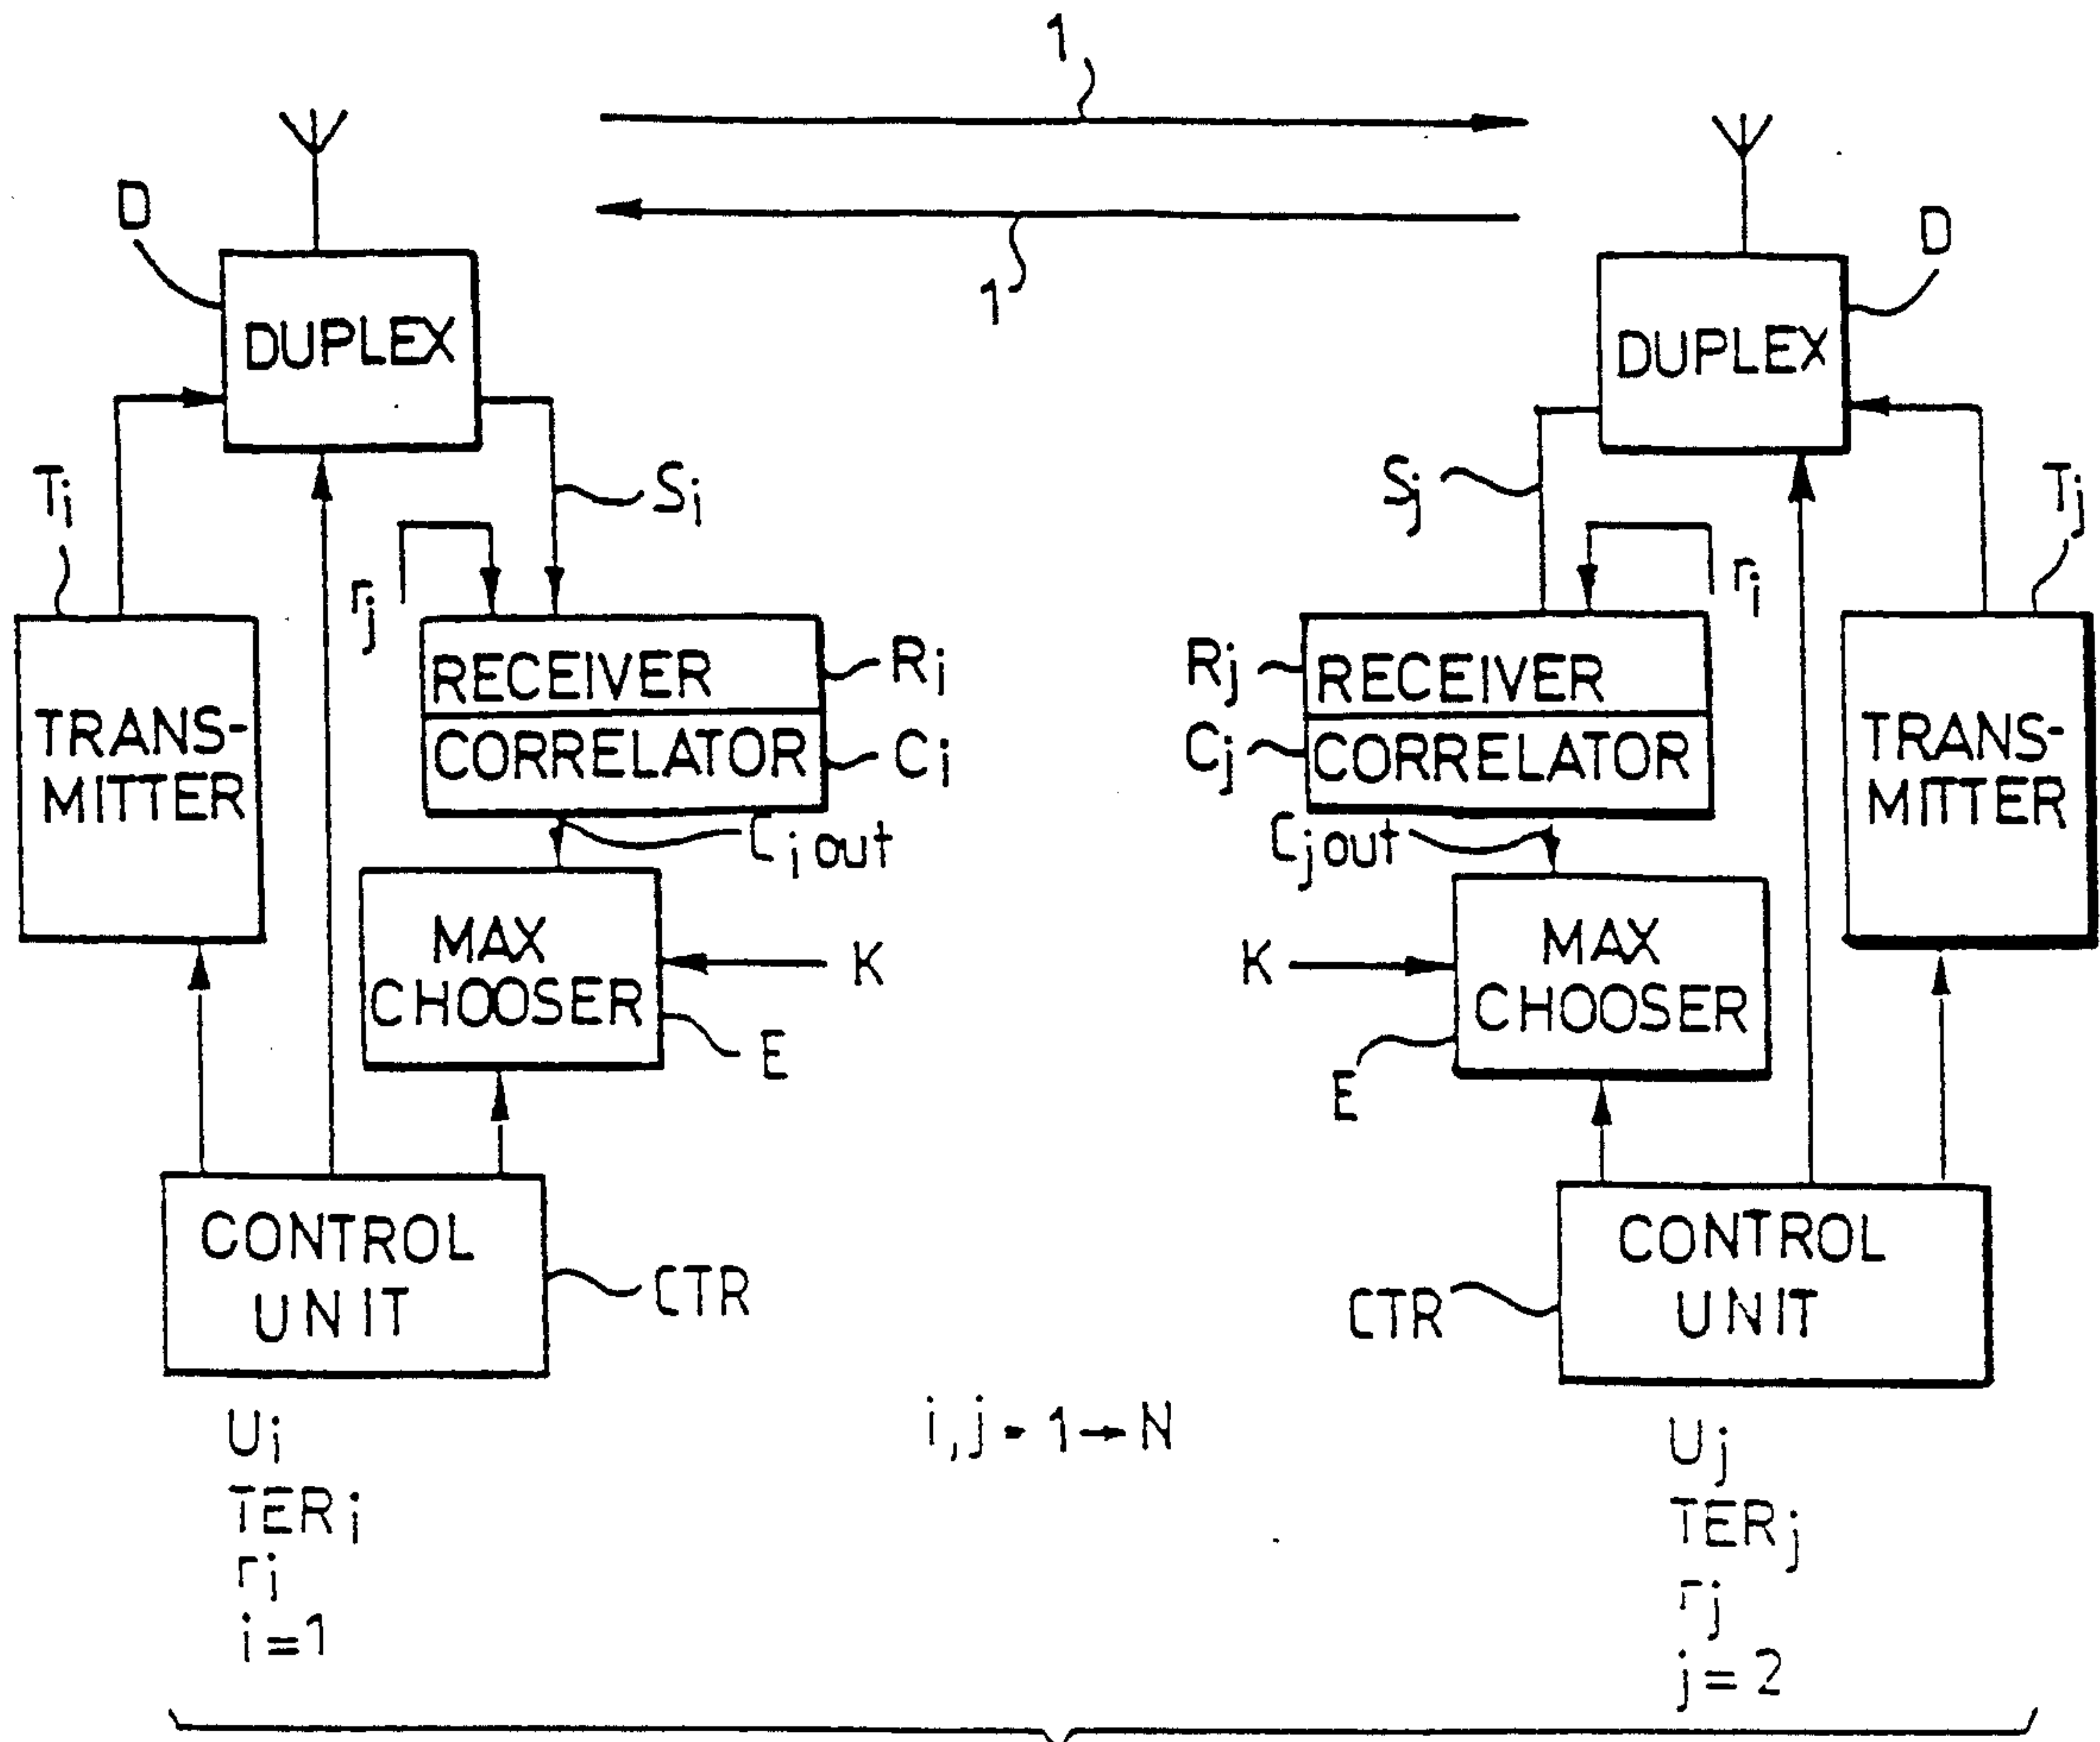 1
D
D
1
DUPLEX
DUPLEX
Ti
Si
Sj
Tj
rj
ri
RECEIVER
Ri
Rj
RECEIVER
TRANS-
MITTER
CORRELATOR
Ci
Cj
CORRELATOR
TRANS-
MITTER
Ci out
Cj out
MAX
CHOOSER
K
K
MAX
CHOOSER
E
E
CONTROL
UNIT
CTR
CTR
CONTROL
UNIT
Ui
TERi
ri
i=1
i,j = 1→N
Uj
TERj
rj
j=2